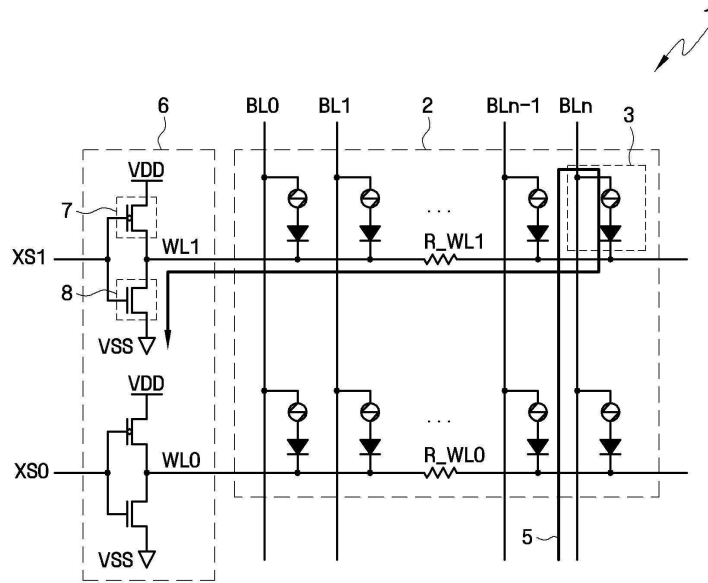 6
BL0
BL1
2
BLn-1
BLn
3
VDD
7
...
XS1
WL1
R_WL1
8
VSS
VDD
...
XS0
WL0
R_WL0
VSS
5